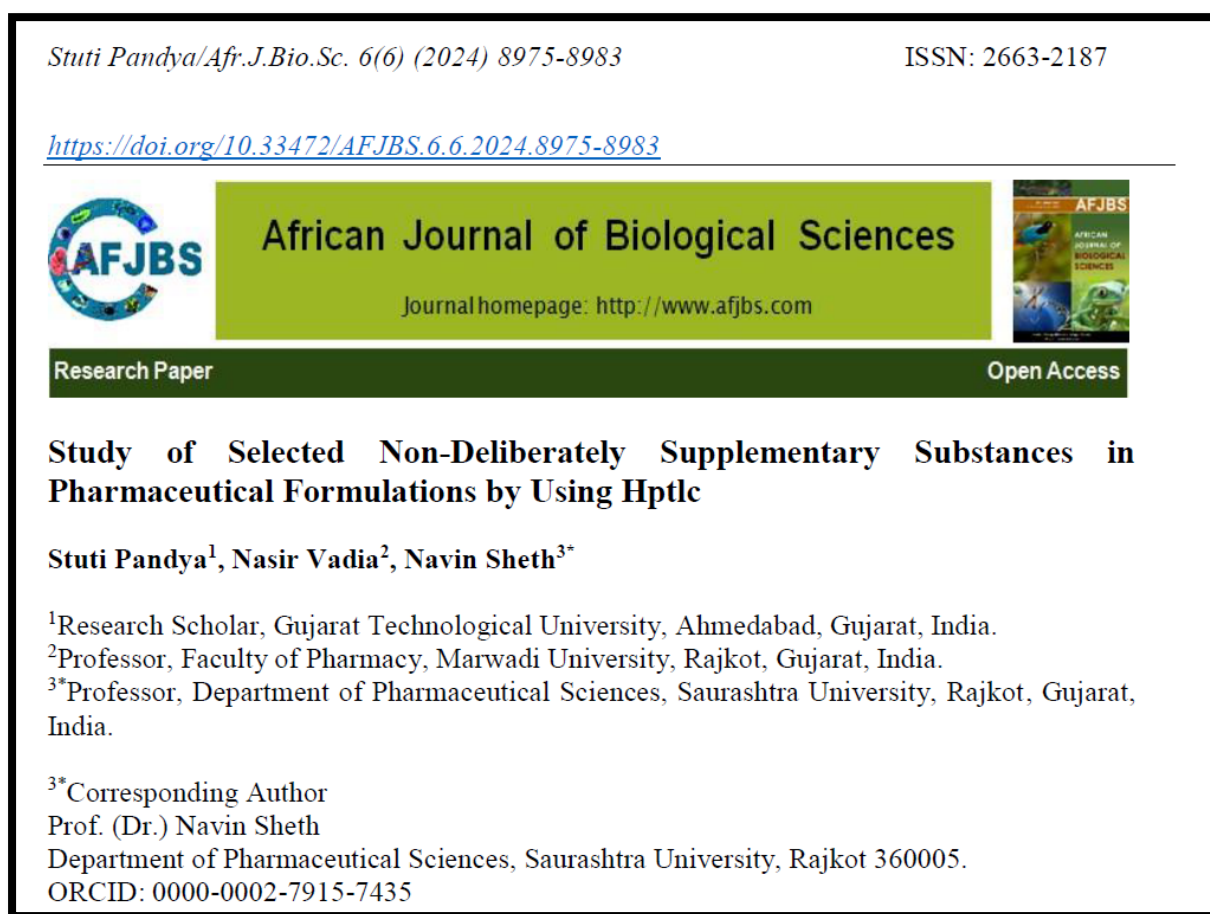 Stuti Pandya/Afr.J.Bio.Sc. 6(6) (2024) 8975-8983 ISSN: 2663-2187
https://doi.org/10.33472/AFJBS.6.6.2024.8975-8983
AFJBS
African Journal of Biological Sciences
Journal homepage: http://www.afjbs.com
AFJBS
AFRICAN
JOURNAL OF
BIOLOGICAL
SCIENCES
Research Paper Open Access
Study of Selected Non-Deliberately Supplementary Substances in
Pharmaceutical Formulations by Using Hptlc
Stuti Pandya1, Nasir Vadia2, Navin Sheth3*
1Research Scholar, Gujarat Technological University, Ahmedabad, Gujarat, India.
2Professor, Faculty of Pharmacy, Marwadi University, Rajkot, Gujarat, India.
3*Professor, Department of Pharmaceutical Sciences, Saurashtra University, Rajkot, Gujarat,
India.
3*Corresponding Author
Prof. (Dr.) Navin Sheth
Department of Pharmaceutical Sciences, Saurashtra University, Rajkot 360005.
ORCID: 0000-0002-7915-7435